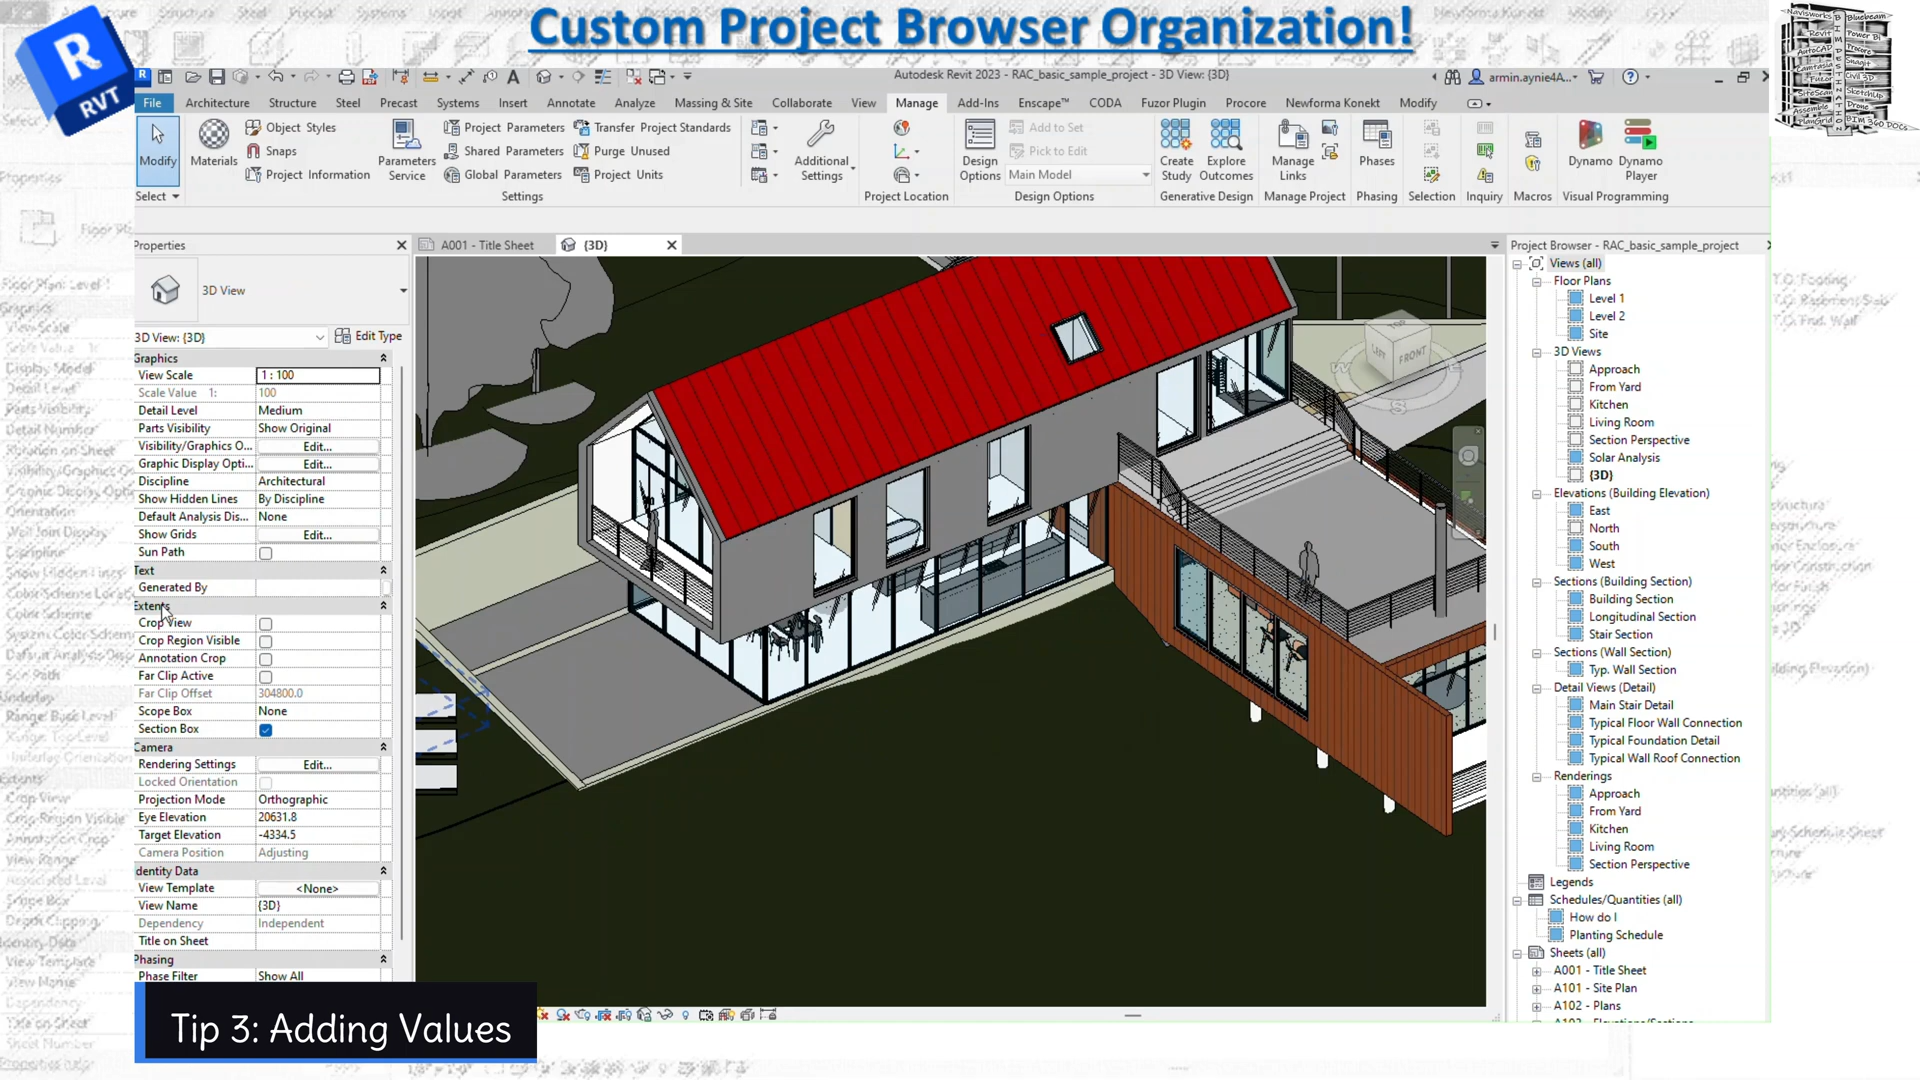 Custom Project Browser Organization!
R
RVT
Autodesk Revit 2023 - RAC_basic_sample_project - 3D View: {3D}
armin.aynie4A...
File Architecture Structure Steel Precast Systems Insert Annotate Analyze Massing & Site Collaborate View Manage Add-Ins Enscape™ CODA Fuzor Plugin Procore Newforma Konekt Modify
Modify
Materials
Object Styles
Snaps
Project Information
Parameters Service
Project Parameters
Shared Parameters
Global Parameters
Transfer Project Standards
Purge Unused
Project Units
Additional Settings
Design Options
Add to Set
Pick to Edit
Main Model
Create Study
Explore Outcomes
Manage Links
Phases
Dynamo
Dynamo Player
Select Settings Project Location Design Options Generative Design Manage Project Phasing Selection Inquiry Macros Visual Programming
Properties
3D View
3D View: {3D}
Edit Type
Graphics
View Scale 1 : 100
Scale Value 1: 100
Detail Level Medium
Parts Visibility Show Original
Visibility/Graphics O... Edit...
Graphic Display Opti... Edit...
Discipline Architectural
Show Hidden Lines By Discipline
Default Analysis Dis... None
Show Grids Edit...
Sun Path
Text
Generated By
Extents
Crop View
Crop Region Visible
Annotation Crop
Far Clip Active
Far Clip Offset 304800.0
Scope Box None
Section Box
Camera
Rendering Settings Edit...
Locked Orientation
Projection Mode Orthographic
Eye Elevation 20631.8
Target Elevation -4334.5
Camera Position Adjusting
Identity Data
View Template <None>
View Name {3D}
Dependency Independent
Title on Sheet
Phasing
Phase Filter Show All
A001 - Title Sheet
{3D}
TOP
LEFT FRONT
W
S
Project Browser - RAC_basic_sample_project
Views (all)
Floor Plans
Level 1
Level 2
Site
3D Views
Approach
From Yard
Kitchen
Living Room
Section Perspective
Solar Analysis
{3D}
Elevations (Building Elevation)
East
North
South
West
Sections (Building Section)
Building Section
Longitudinal Section
Stair Section
Sections (Wall Section)
Typ. Wall Section
Detail Views (Detail)
Main Stair Detail
Typical Floor Wall Connection
Typical Foundation Detail
Typical Wall Roof Connection
Renderings
Approach
From Yard
Kitchen
Living Room
Section Perspective
Legends
Schedules/Quantities (all)
How do I
Planting Schedule
Sheets (all)
A001 - Title Sheet
A101 - Site Plan
A102 - Plans
Tip 3: Adding Values